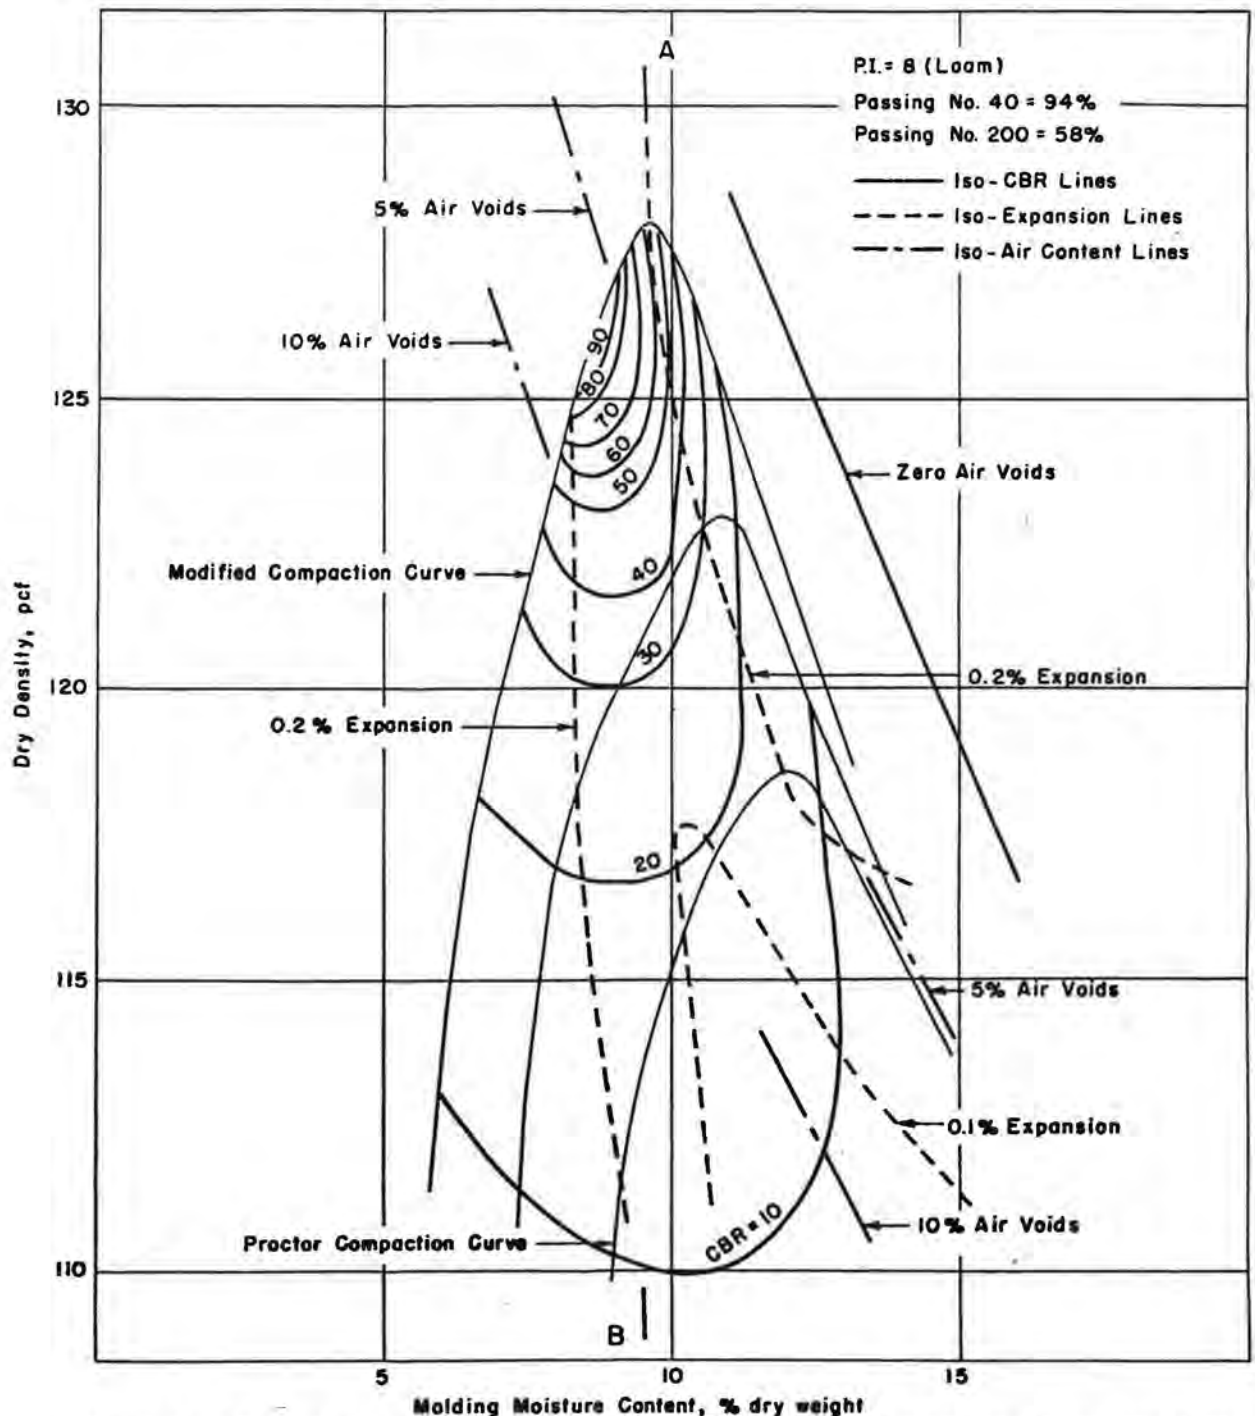 A
P.I.= 8 (Loam)
Passing No. 40 = 94%
Passing No. 200 = 58%
Iso-CBR Lines
Iso-Expansion Lines
Iso-Air Content Lines
130
5% Air Voids
10% Air Voids
90
80
125
70
60
50
Zero Air Voids
Modified Compaction Curve
40
30
120
0.2% Expansion
0.2% Expansion
20
115
5% Air Voids
0.1% Expansion
CBR = 10
10% Air Voids
Proctor Compaction Curve
110
B
5
10
15
Dry Density, pcf
Molding Moisture Content, % dry weight